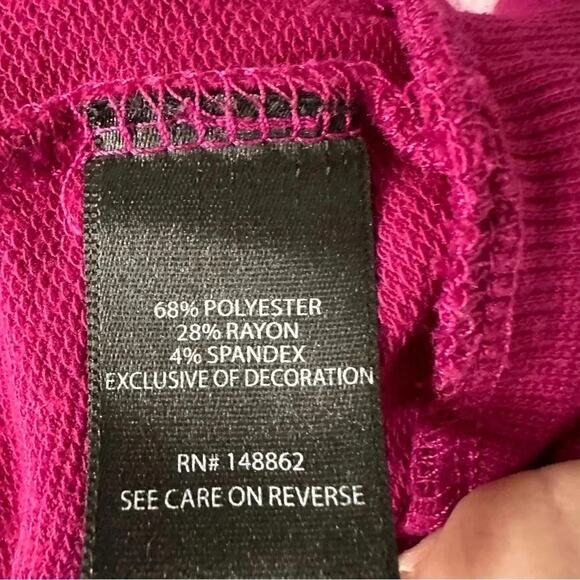 68% POLYESTER
28% RAYON
4% SPANDEX
EXCLUSIVE OF DECORATION
RN# 148862
SEE CARE ON REVERSE